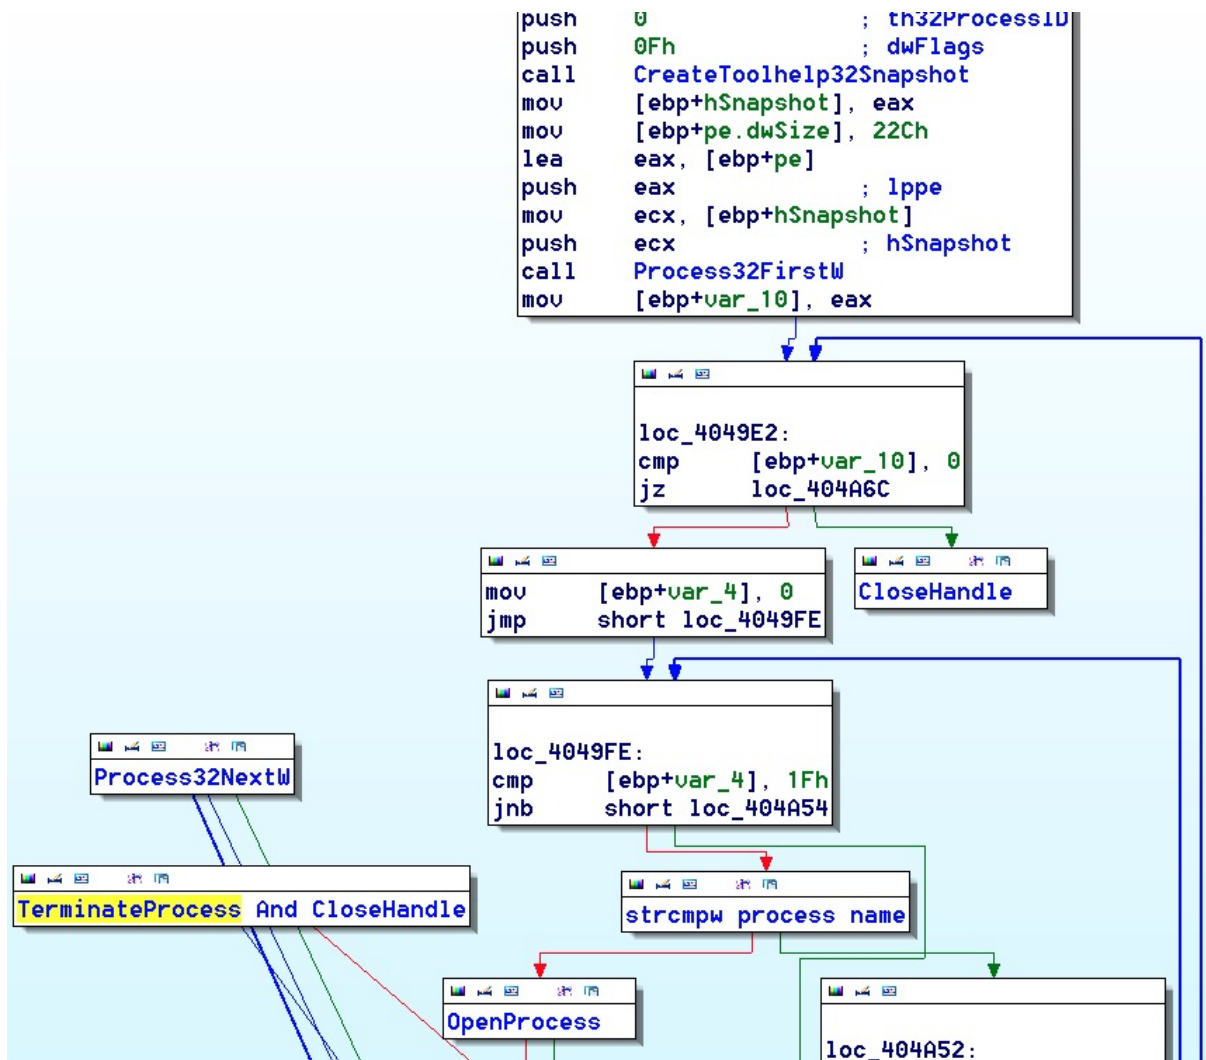 push 0 ; th32ProcessID
push 0Fh ; dwFlags
call CreateToolhelp32Snapshot
mov [ebp+hSnapshot], eax
mov [ebp+pe.dwSize], 22Ch
lea eax, [ebp+pe]
push eax ; lppe
mov ecx, [ebp+hSnapshot]
push ecx ; hSnapshot
call Process32FirstW
mov [ebp+var_10], eax
loc_4049E2:
cmp [ebp+var_10], 0
jz loc_404A6C
mov [ebp+var_4], 0
jmp short loc_4049FE
CloseHandle
loc_4049FE:
cmp [ebp+var_4], 1Fh
jnb short loc_404A54
Process32NextW
TerminateProcess And CloseHandle
strcmpw process name
OpenProcess
loc_404A52: